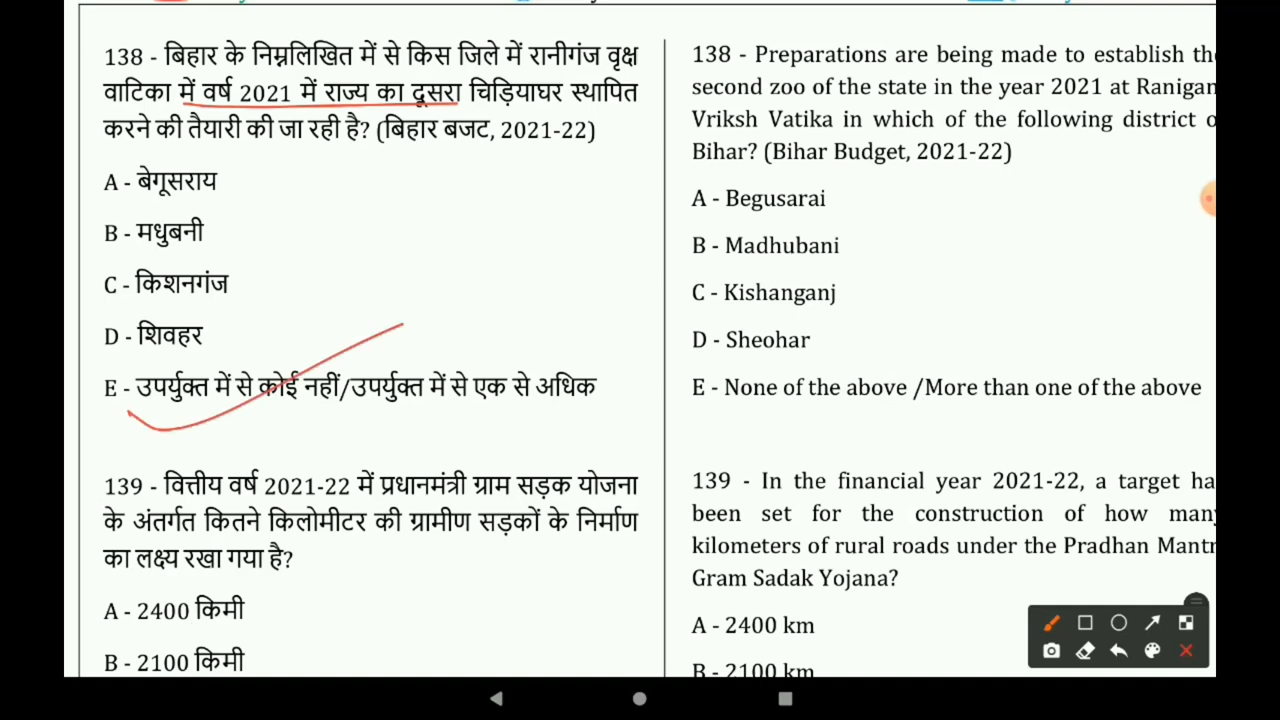 138 - बिहार के निम्नलिखित में से किस जिले में रानीगंज वृक्ष
वाटिका में वर्ष 2021 में राज्य का दूसरा चिड़ियाघर स्थापित
करने की तैयारी की जा रही है? (बिहार बजट, 2021-22)
A - बेगूसराय
B - मधुबनी
C - किशनगंज
D - शिवहर
E - उपर्युक्त में से कोई नहीं/उपर्युक्त में से एक से अधिक
139 - वित्तीय वर्ष 2021-22 में प्रधानमंत्री ग्राम सड़क योजना
के अंतर्गत कितने किलोमीटर की ग्रामीण सड़कों के निर्माण
का लक्ष्य रखा गया है?
A - 2400 किमी
B - 2100 किमी
138 - Preparations are being made to establish the
second zoo of the state in the year 2021 at Ranigan
Vriksh Vatika in which of the following district o
Bihar? (Bihar Budget, 2021-22)
A - Begusarai
B - Madhubani
C - Kishanganj
D - Sheohar
E - None of the above /More than one of the above
139 - In the financial year 2021-22, a target ha
been set for the construction of how many
kilometers of rural roads under the Pradhan Mantr
Gram Sadak Yojana?
A - 2400 km
B - 2100 km